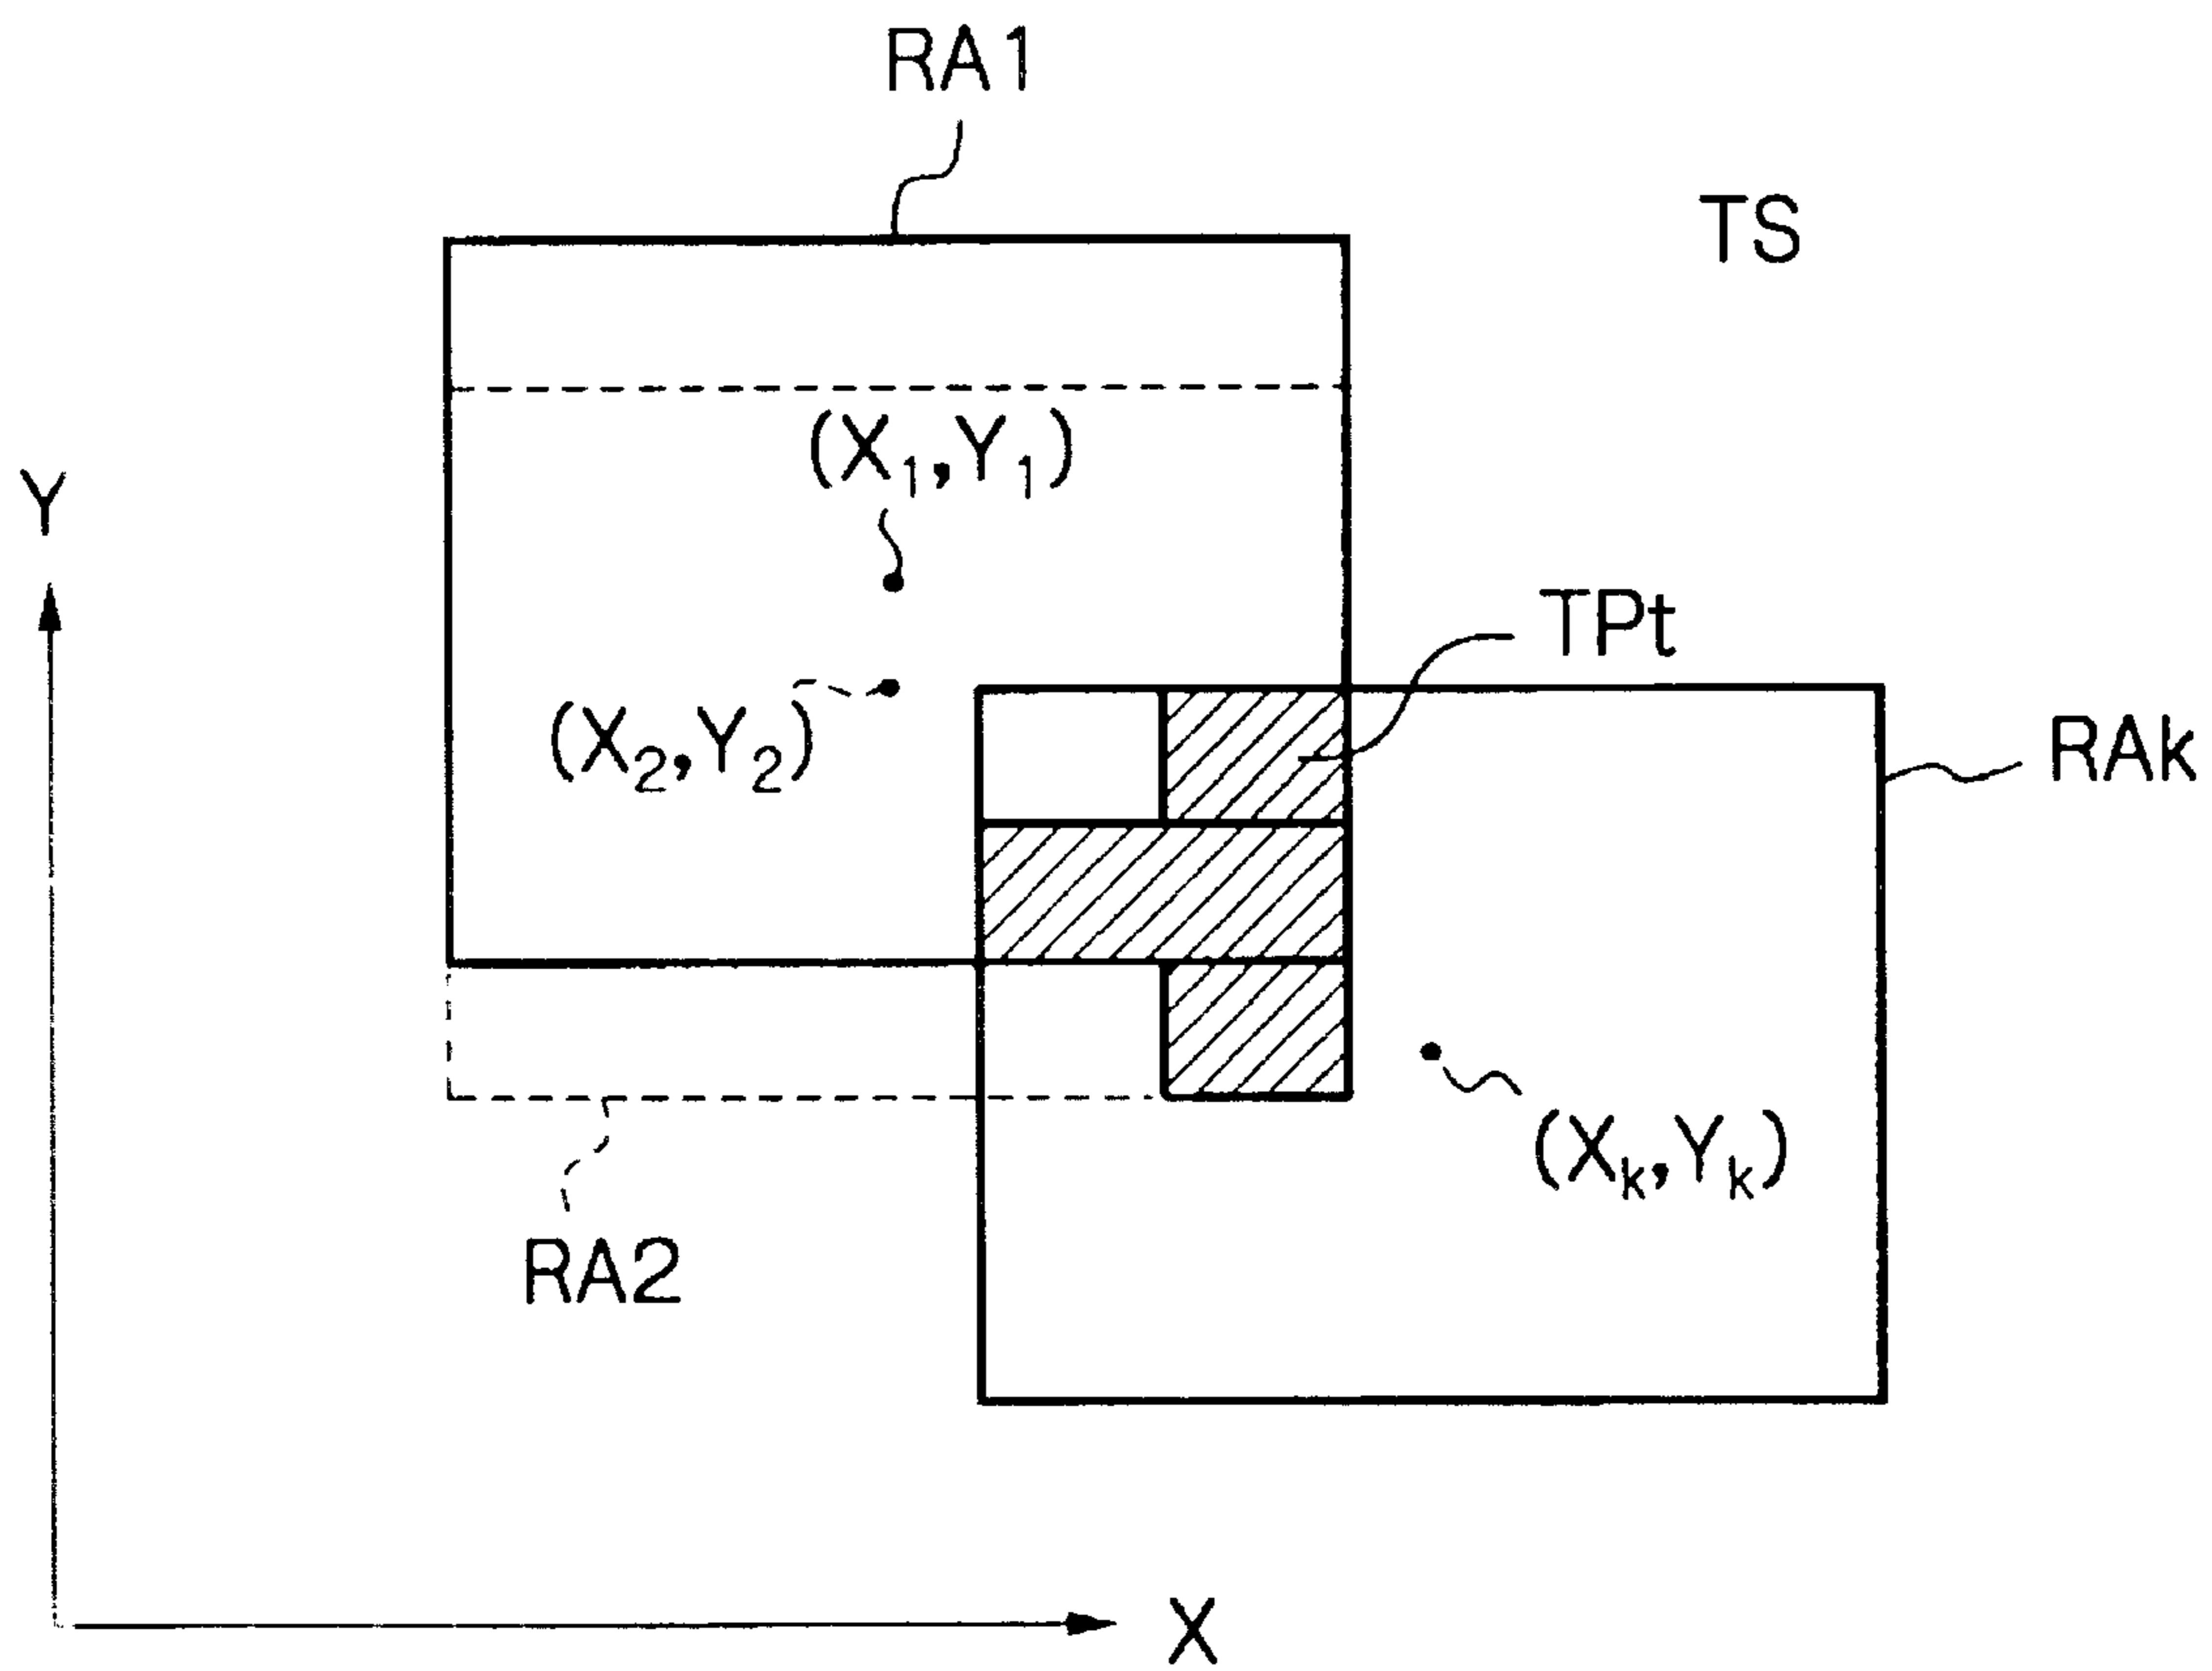 RA1
TS
(X₁,Y₁)
Y
TPt
(X₂,Y₂)
RAk
(Xₖ,Yₖ)
RA2
X